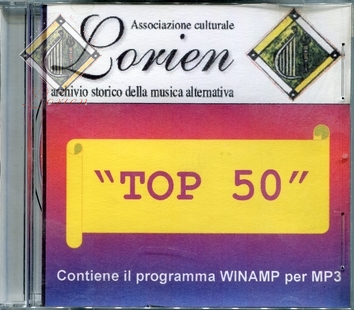 Associazione culturale
Lorien
archivio storico della musica alternativa
"TOP 50"
Contiene il programma WINAMP per MP3